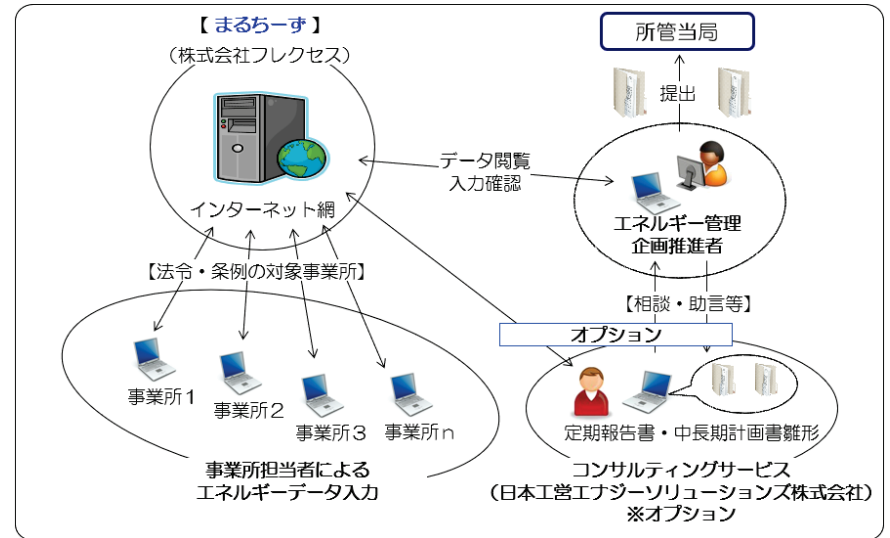 【 まるちーず 】
（株式会社フレクセス）
インターネット網
【法令・条例の対象事業所】
事業所1
事業所2
事業所3
事業所n
事業所担当者による
エネルギーデータ入力
データ閲覧
入力確認
所管当局
提出
エネルギー管理
企画推進者
【相談・助言等】
オプション
定期報告書・中長期計画書雛形
コンサルティングサービス
（日本工営エナジーソリューションズ株式会社）
※オプション